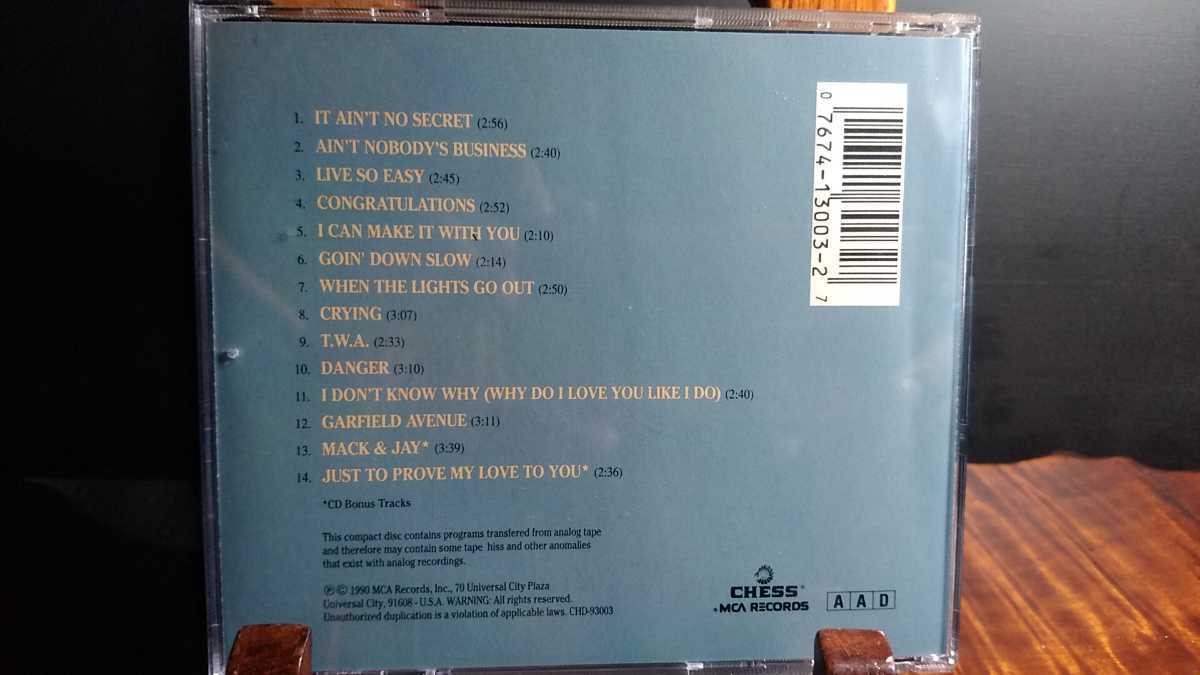 1. IT AIN'T NO SECRET (2:56)
2. AIN'T NOBODY'S BUSINESS (2:40)
3. LIVE SO EASY (2:45)
4. CONGRATULATIONS (2:52)
5. I CAN MAKE IT WITH YOU (2:10)
6. GOIN' DOWN SLOW (2:14)
7. WHEN THE LIGHTS GO OUT (2:50)
8. CRYING (3:07)
9. T.W.A. (2:33)
10. DANGER (3:10)
11. I DON'T KNOW WHY (WHY DO I LOVE YOU LIKE I DO) (2:40)
12. GARFIELD AVENUE (3:11)
13. MACK & JAY* (3:39)
14. JUST TO PROVE MY LOVE TO YOU* (2:36)
*CD Bonus Tracks
This compact disc contains programs transfered from analog tape
and therefore may contain some tape hiss and other anomalies
that exist with analog recordings.
℗© 1990 MCA Records, Inc., 70 Universal City Plaza
Universal City, 91608 - U.S.A. WARNING: All rights reserved.
Unauthorized duplication is a violation of applicable laws. CHD-93003
0 7674-13003-2 7
CHESS®
MCA RECORDS
A A D